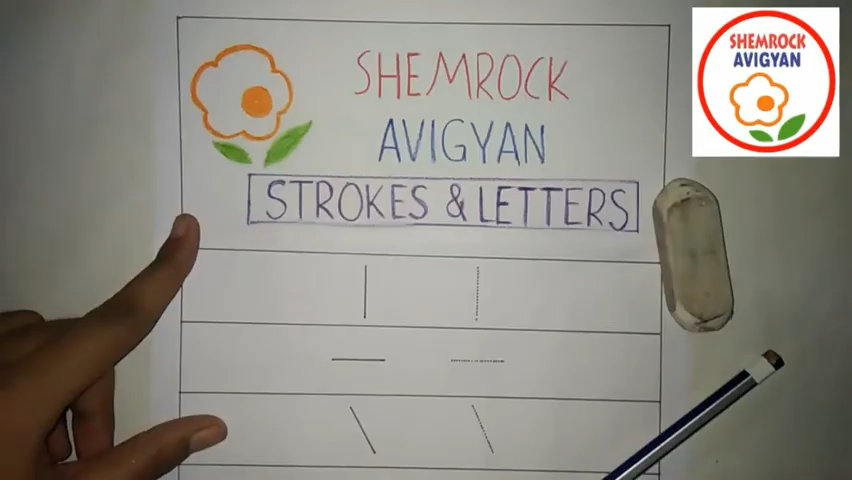 SHEMROCK
AVIGYAN
STROKES & LETTERS
SHEMROCK
AVIGYAN